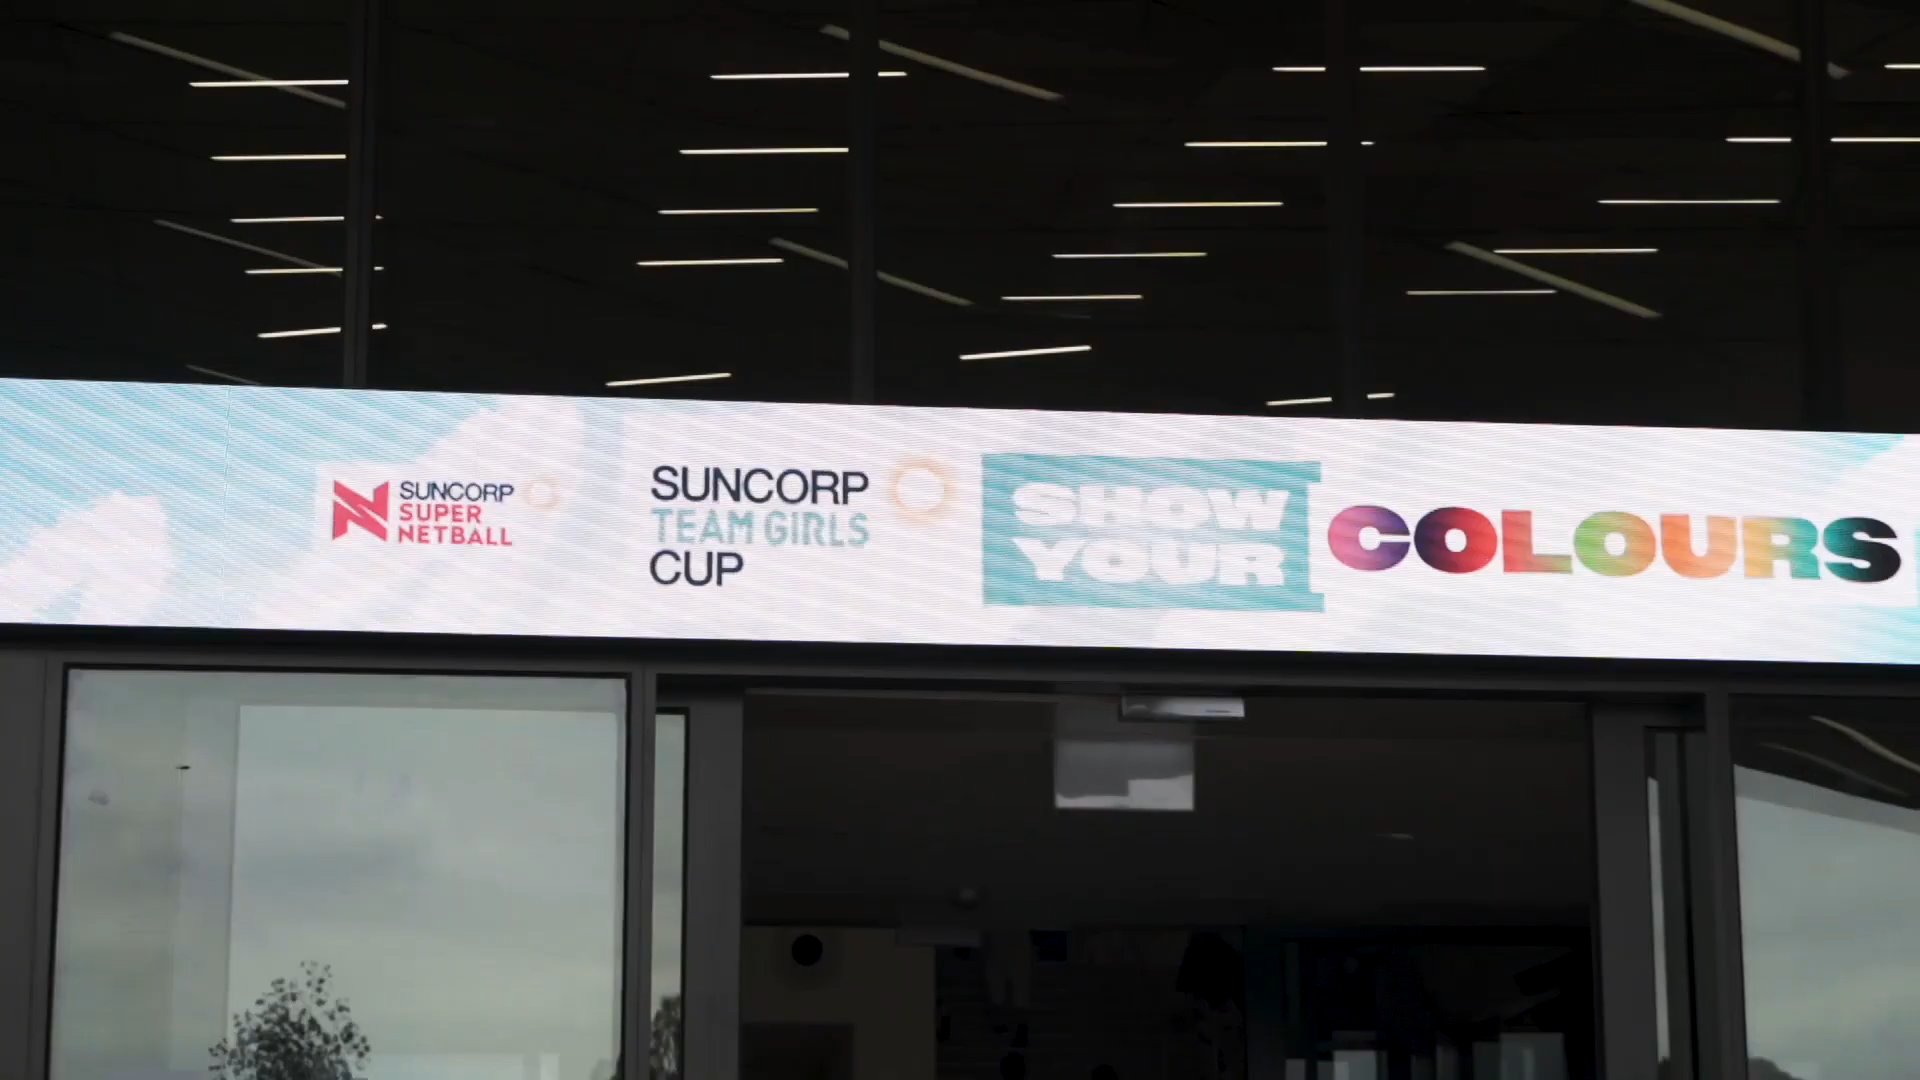 SUNCORP
SUPER
NETBALL
SUNCORP
TEAM GIRLS
CUP
SHOW
YOUR
COLOURS